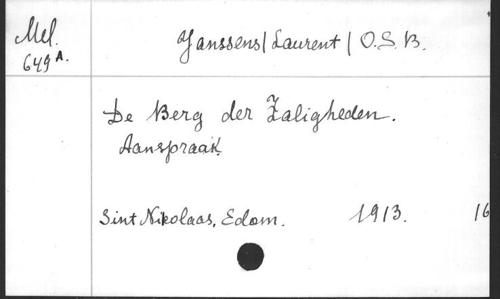 Mel. Janssens/Laurent/ O.S.B.
649A.
De Berg der Zaligheden.
Aanspraak.
Sint Nikolaas, Edom. 1913. 16